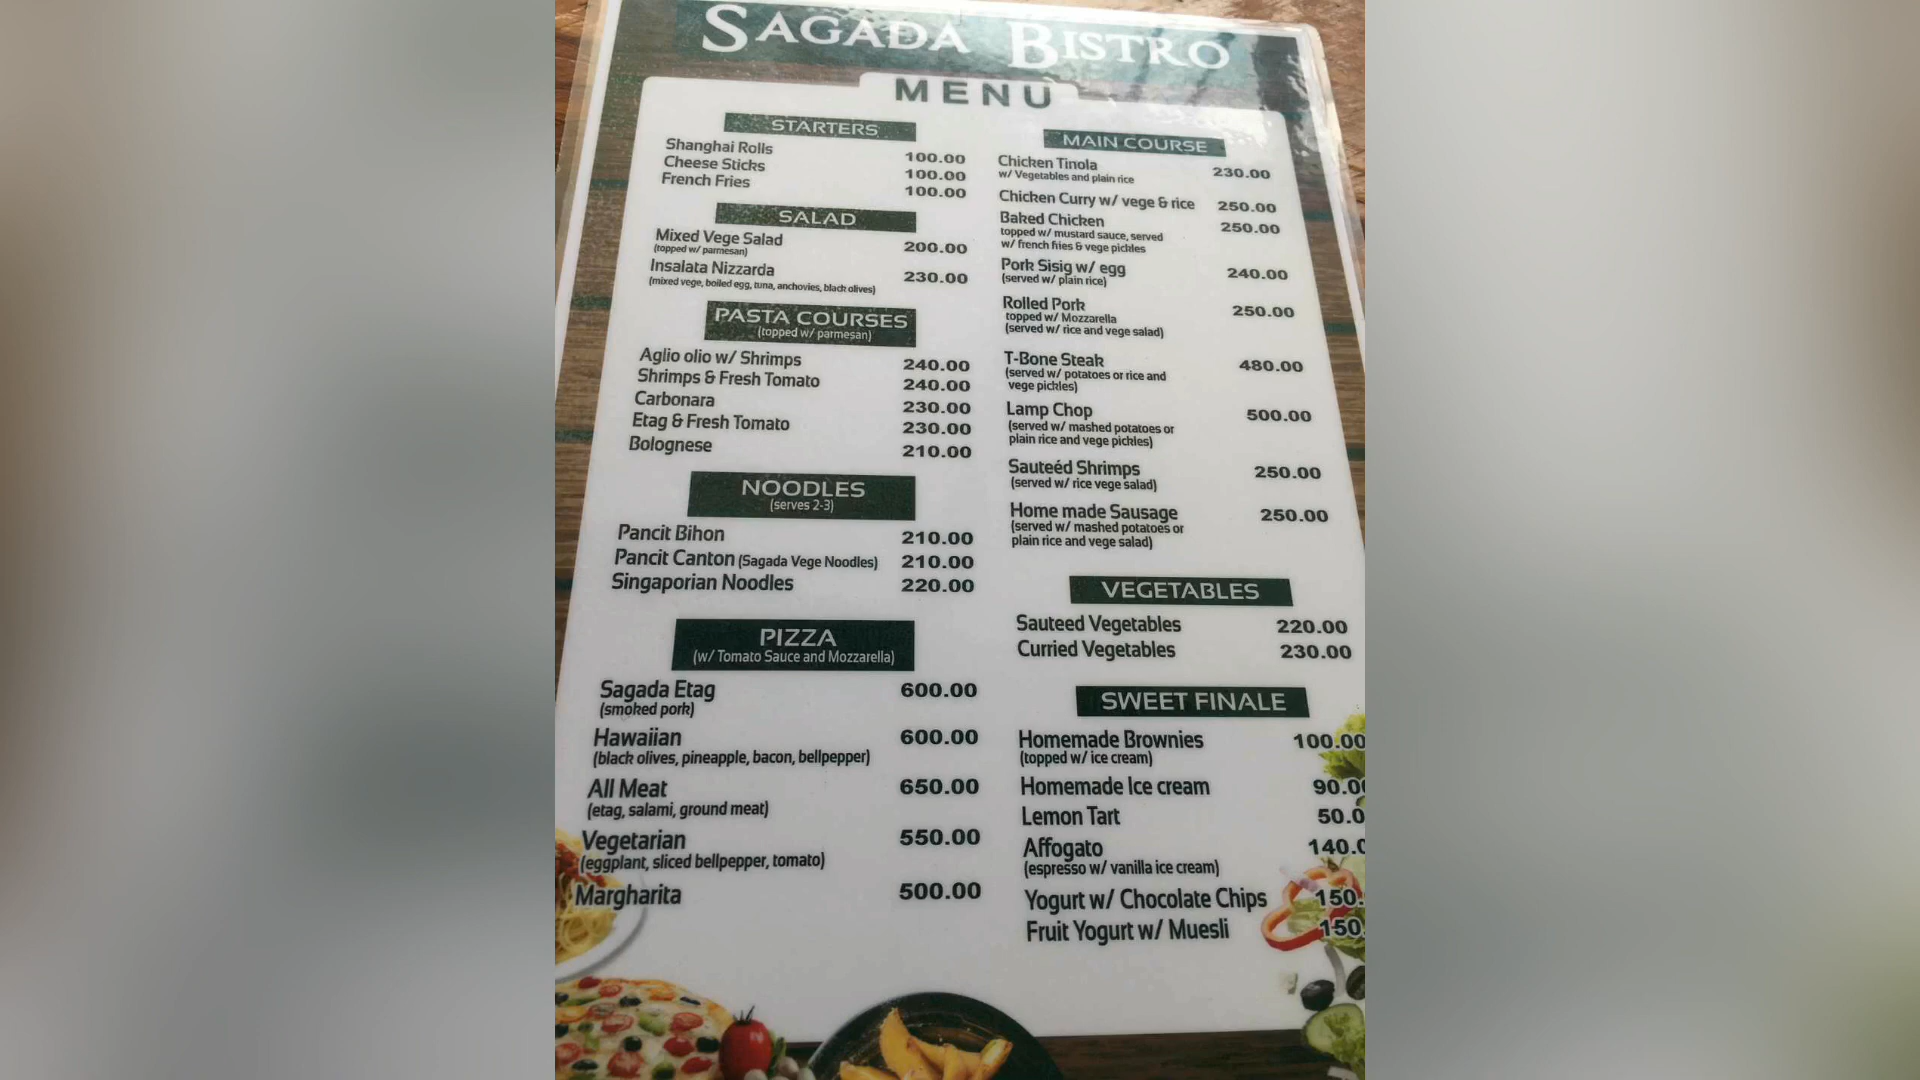 SAGADA BISTRO
MENU
STARTERS
Shanghai Rolls 100.00
Cheese Sticks 100.00
French Fries 100.00
SALAD
Mixed Vege Salad 200.00
(topped w/ parmesan)
Insalata Nizzarda 230.00
(mixed vege, boiled egg, tuna, anchovies, black olives)
PASTA COURSES
(topped w/ parmesan)
Aglio olio w/ Shrimps 240.00
Shrimps & Fresh Tomato 240.00
Carbonara 230.00
Etag & Fresh Tomato 230.00
Bolognese 210.00
NOODLES
(serves 2-3)
Pancit Bihon 210.00
Pancit Canton (Sagada Vege Noodles) 210.00
Singaporian Noodles 220.00
PIZZA
(w/ Tomato Sauce and Mozzarella)
Sagada Etag 600.00
(smoked pork)
Hawaiian 600.00
(black olives, pineapple, bacon, bellpepper)
All Meat 650.00
(etag, salami, ground meat)
Vegetarian 550.00
(eggplant, sliced bellpepper, tomato)
Margharita 500.00
MAIN COURSE
Chicken Tinola 230.00
w/ Vegetables and plain rice
Chicken Curry w/ vege & rice 250.00
Baked Chicken 250.00
topped w/ mustard sauce, served
w/ french fries & vege pickles
Pork Sisig w/ egg 240.00
(served w/ plain rice)
Rolled Pork 250.00
topped w/ Mozzarella
(served w/ rice and vege salad)
T-Bone Steak 480.00
(served w/ potatoes or rice and
vege pickles)
Lamp Chop 500.00
(served w/ mashed potatoes or
plain rice and vege pickles)
Sauteéd Shrimps 250.00
(served w/ rice vege salad)
Home made Sausage 250.00
(served w/ mashed potatoes or
plain rice and vege salad)
VEGETABLES
Sauteed Vegetables 220.00
Curried Vegetables 230.00
SWEET FINALE
Homemade Brownies 100.00
(topped w/ ice cream)
Homemade Ice cream 90.0
Lemon Tart 50.0
Affogato 140.
(espresso w/ vanilla ice cream)
Yogurt w/ Chocolate Chips 150.
Fruit Yogurt w/ Muesli 150